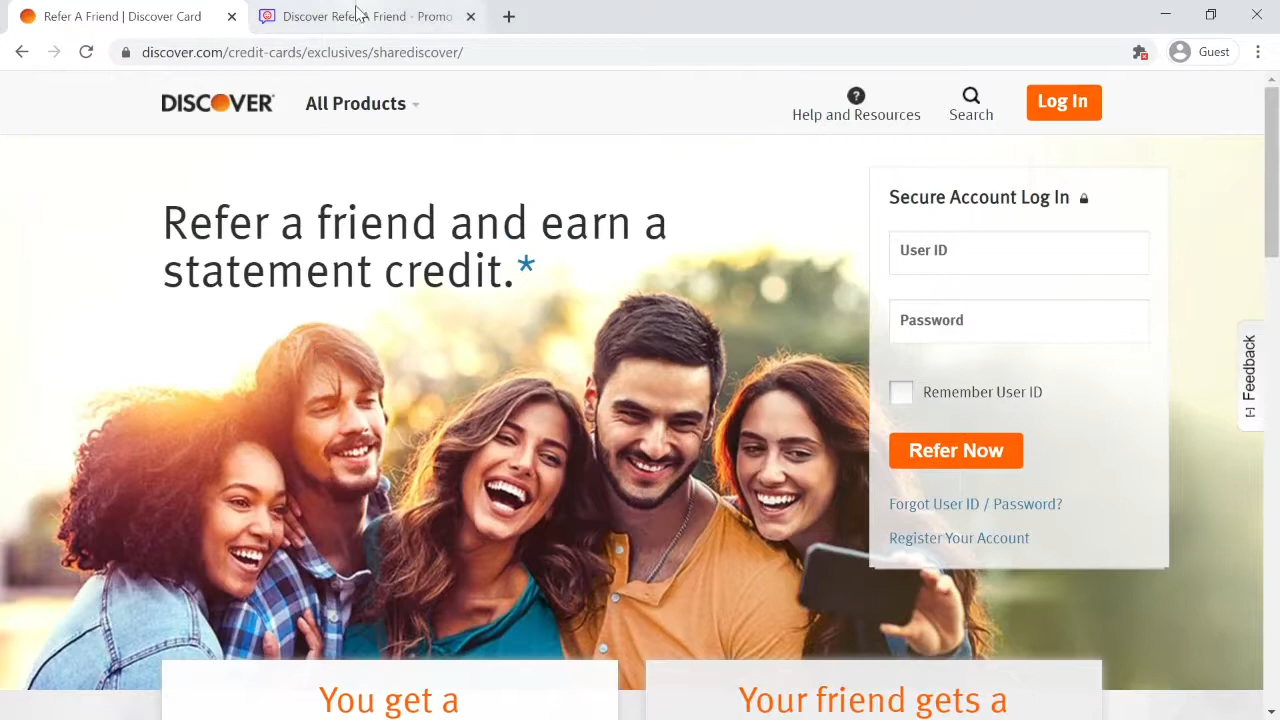 Refer A Friend | Discover Card
Discover Refer A Friend - Promo
discover.com/credit-cards/exclusives/sharediscover/
Guest
DISCOVER
All Products
Help and Resources
Search
Log In
Refer a friend and earn a
statement credit.*
Secure Account Log In
User ID
Password
Remember User ID
Refer Now
Forgot User ID / Password?
Register Your Account
[-] Feedback
You get a
Your friend gets a